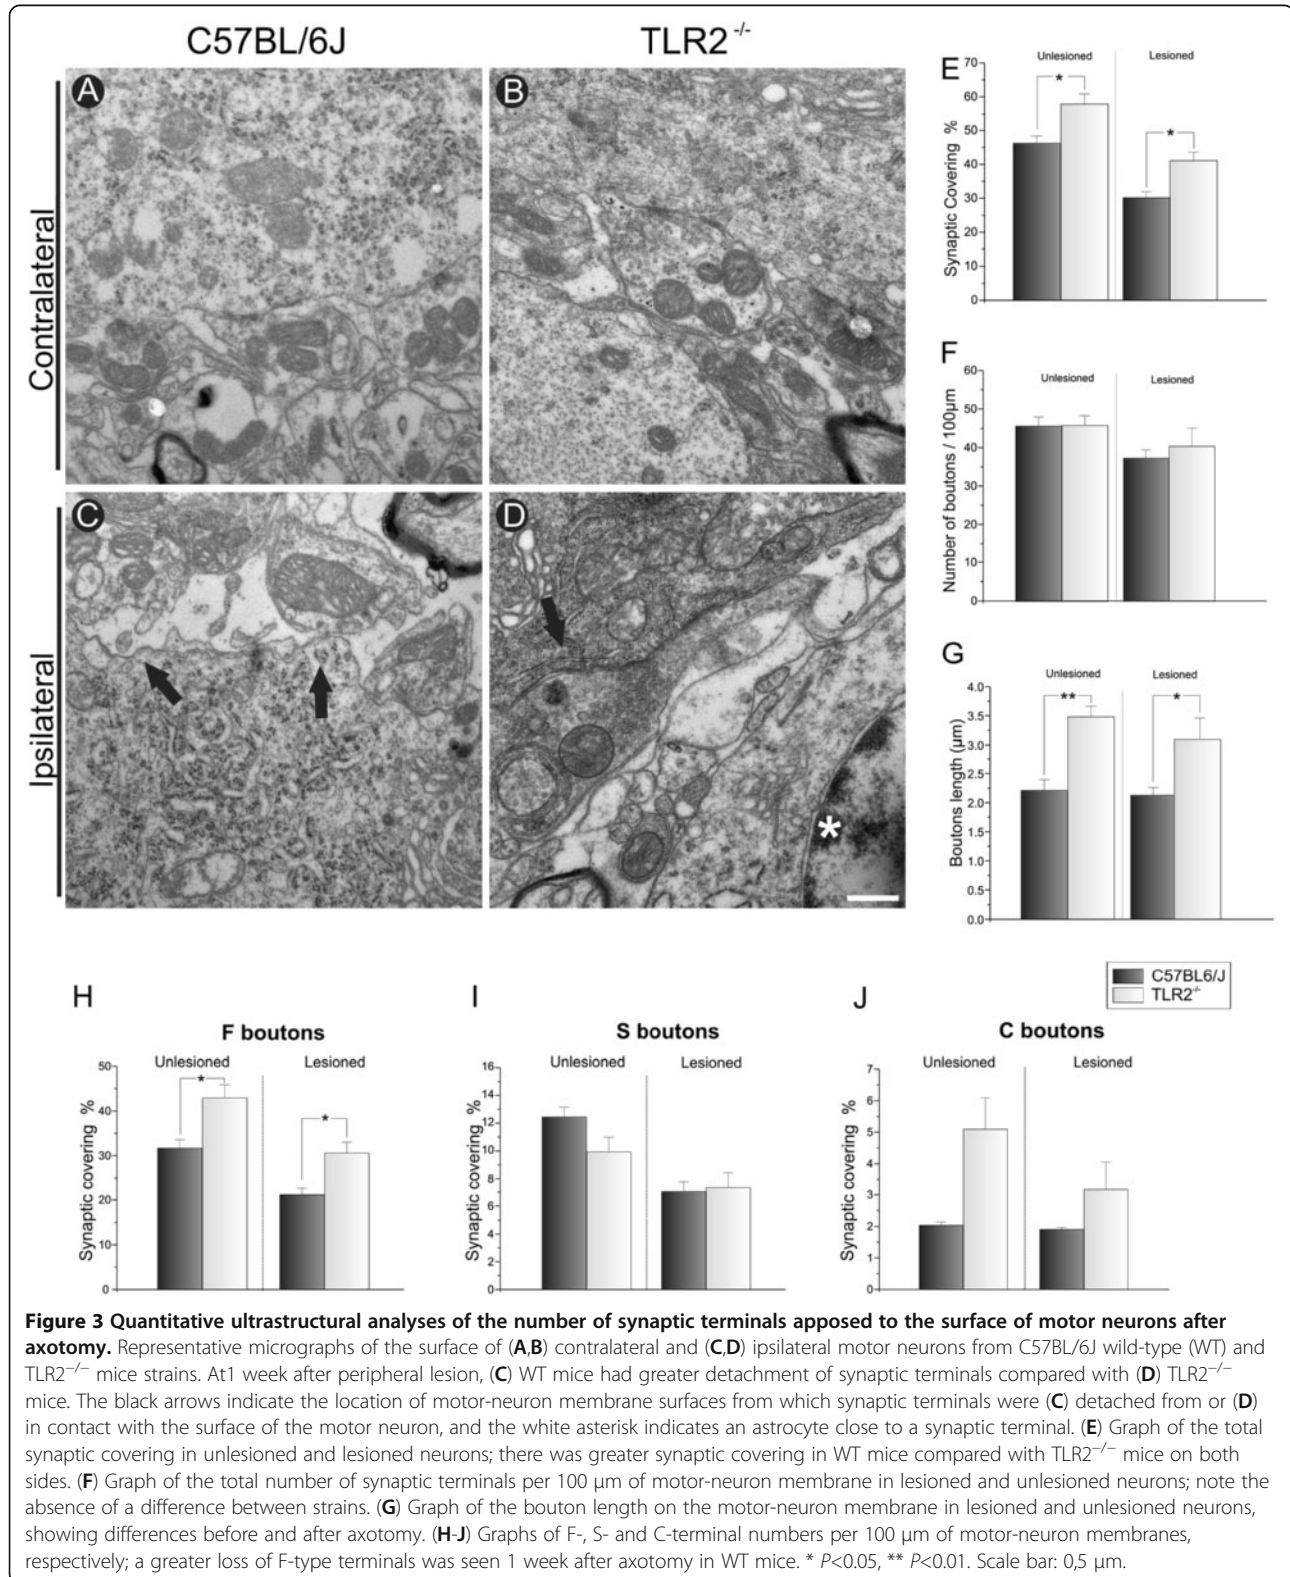 C57BL/6J
TLR2 -/-
Contralateral
Ipsilateral
A
B
C
D
*
E
Unlesioned
Lesioned
*
*
Synaptic Covering %
70
60
50
40
30
20
10
0
F
Unlesioned
Lesioned
Number of boutons / 100µm
60
50
40
30
20
10
0
G
Unlesioned
Lesioned
**
*
Boutons length (µm)
4.0
3.5
3.0
2.5
2.0
1.5
1.0
0.5
0.0
C57BL6/J
TLR2-/-
H
F boutons
Unlesioned
Lesioned
*
*
Synaptic covering %
50
40
30
20
10
0
I
S boutons
Unlesioned
Lesioned
Synaptic covering %
16
14
12
10
8
6
4
2
0
J
C boutons
Unlesioned
Lesioned
Synaptic covering %
7
6
5
4
3
2
1
0
Figure 3 Quantitative ultrastructural analyses of the number of synaptic terminals apposed to the surface of motor neurons after
axotomy. Representative micrographs of the surface of (A,B) contralateral and (C,D) ipsilateral motor neurons from C57BL/6J wild-type (WT) and
TLR2−/− mice strains. At1 week after peripheral lesion, (C) WT mice had greater detachment of synaptic terminals compared with (D) TLR2−/−
mice. The black arrows indicate the location of motor-neuron membrane surfaces from which synaptic terminals were (C) detached from or (D)
in contact with the surface of the motor neuron, and the white asterisk indicates an astrocyte close to a synaptic terminal. (E) Graph of the total
synaptic covering in unlesioned and lesioned neurons; there was greater synaptic covering in WT mice compared with TLR2−/− mice on both
sides. (F) Graph of the total number of synaptic terminals per 100 μm of motor-neuron membrane in lesioned and unlesioned neurons; note the
absence of a difference between strains. (G) Graph of the bouton length on the motor-neuron membrane in lesioned and unlesioned neurons,
showing differences before and after axotomy. (H-J) Graphs of F-, S- and C-terminal numbers per 100 μm of motor-neuron membranes,
respectively; a greater loss of F-type terminals was seen 1 week after axotomy in WT mice. * P<0.05, ** P<0.01. Scale bar: 0,5 μm.